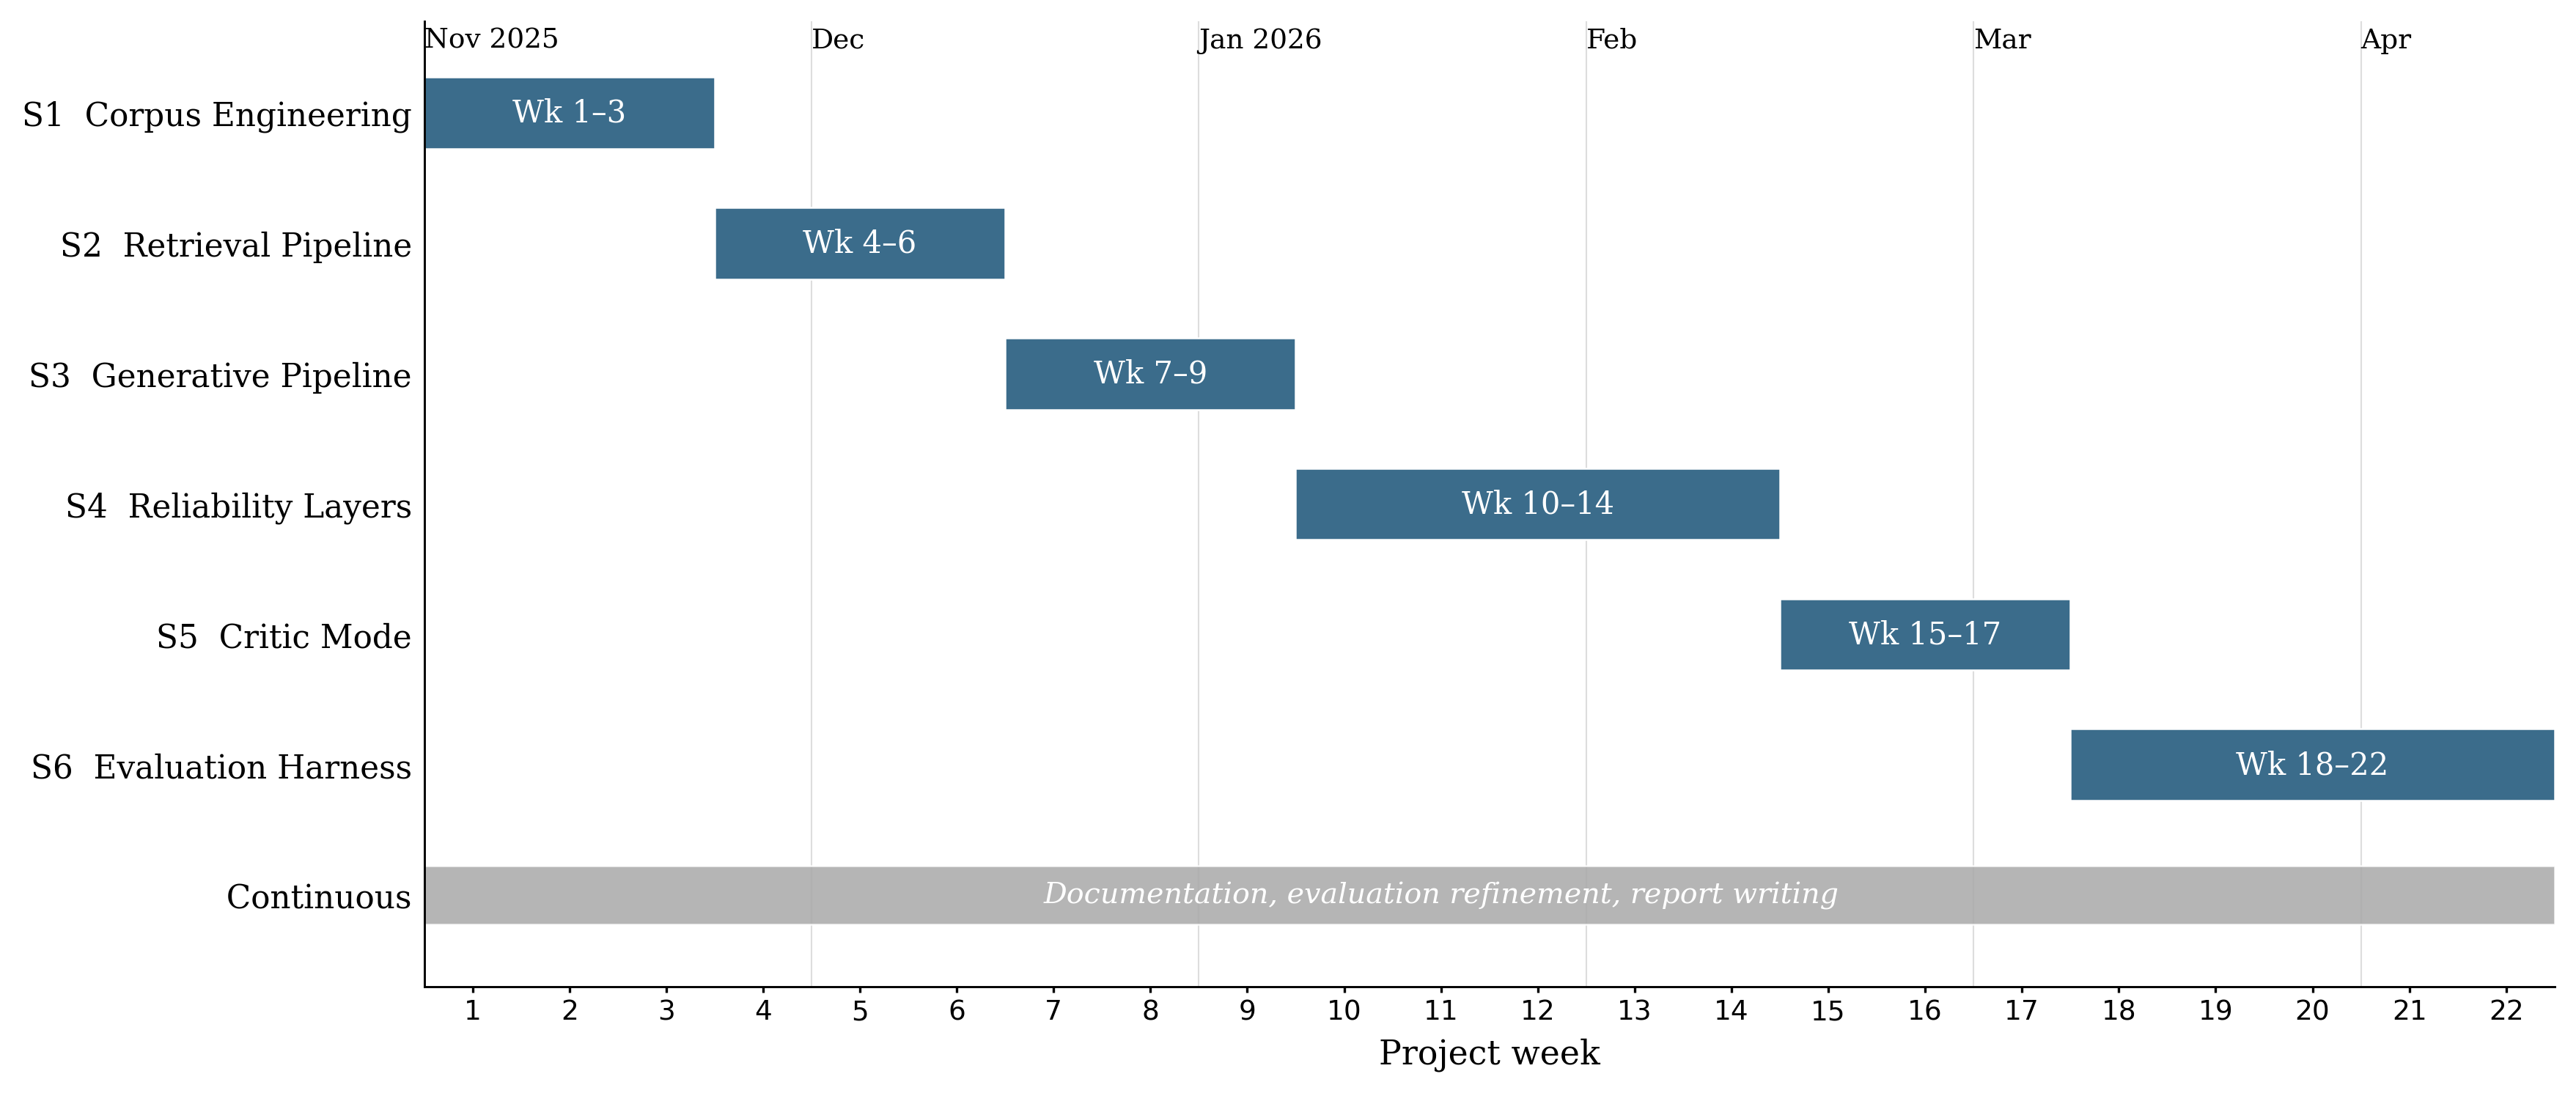 Nov 2025 Dec Jan 2026 Feb Mar Apr
S1 Corpus Engineering Wk 1–3
S2 Retrieval Pipeline Wk 4–6
S3 Generative Pipeline Wk 7–9
S4 Reliability Layers Wk 10–14
S5 Critic Mode Wk 15–17
S6 Evaluation Harness Wk 18–22
Continuous Documentation, evaluation refinement, report writing
1 2 3 4 5 6 7 8 9 10 11 12 13 14 15 16 17 18 19 20 21 22
Project week